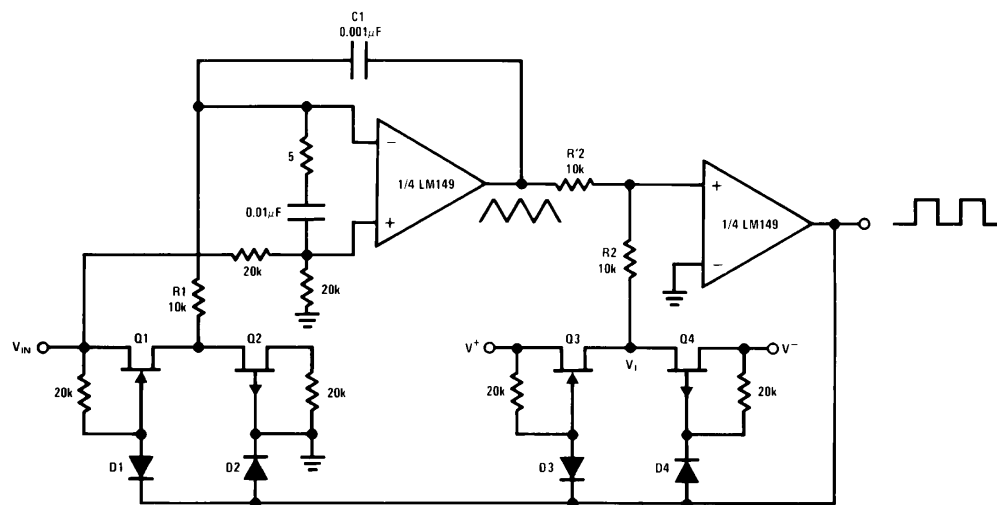 C1
0.001μF
5
0.01μF
−
+
1/4 LM149
R'2
10k
+
−
1/4 LM149
20k
20k
R2
10k
R1
10k
VIN
Q1
Q2
20k
20k
D1
D2
V+
Q3
VI
Q4
V−
20k
20k
D3
D4